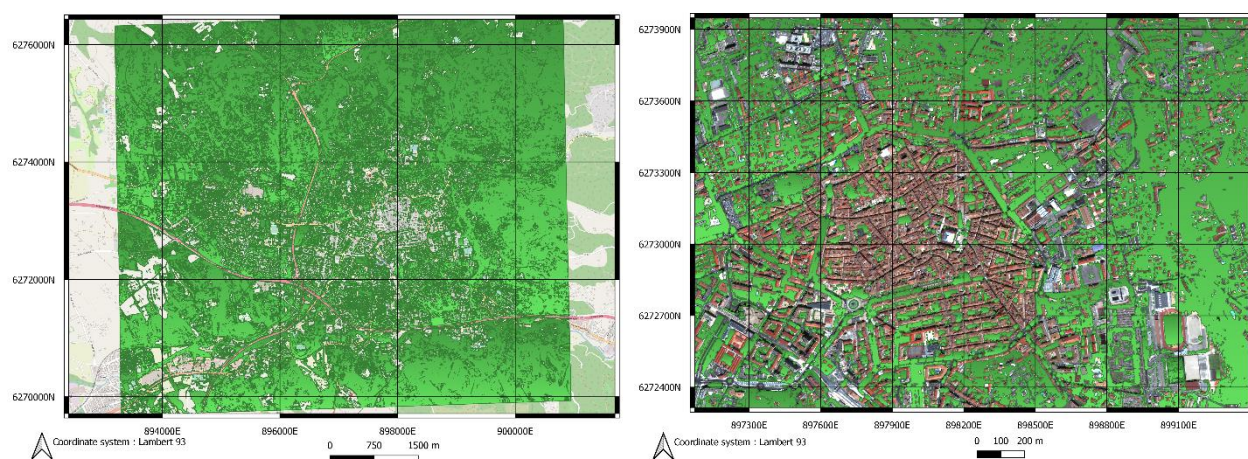 6276000N
6274000N
6272000N
6270000N
894000E
896000E
898000E
900000E
Coordinate system : Lambert 93
0 750 1500 m
6273900N
6273600N
6273300N
6273000N
6272700N
6272400N
897300E
897600E
897900E
898200E
898500E
898800E
899100E
Coordinate system : Lambert 93
0 100 200 m